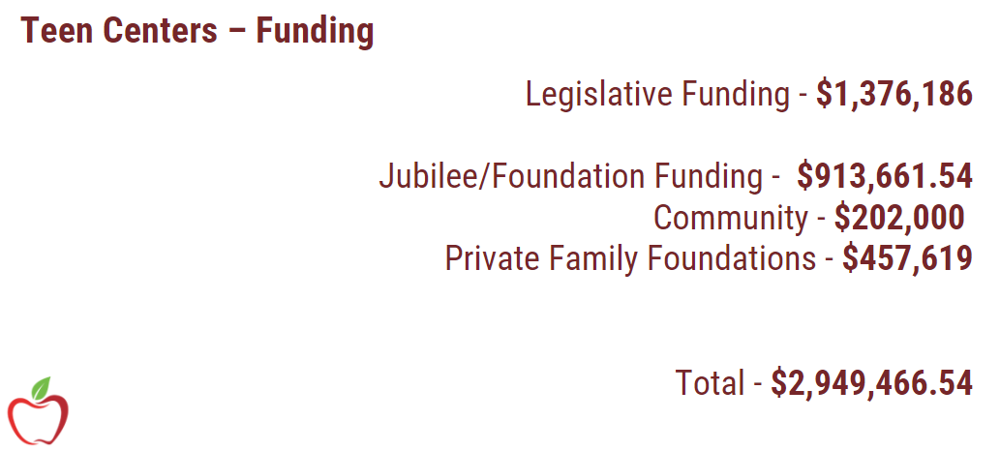 Teen Centers – Funding
Legislative Funding - $1,376,186
Jubilee/Foundation Funding -  $913,661.54
Community - $202,000
Private Family Foundations - $457,619
Total - $2,949,466.54